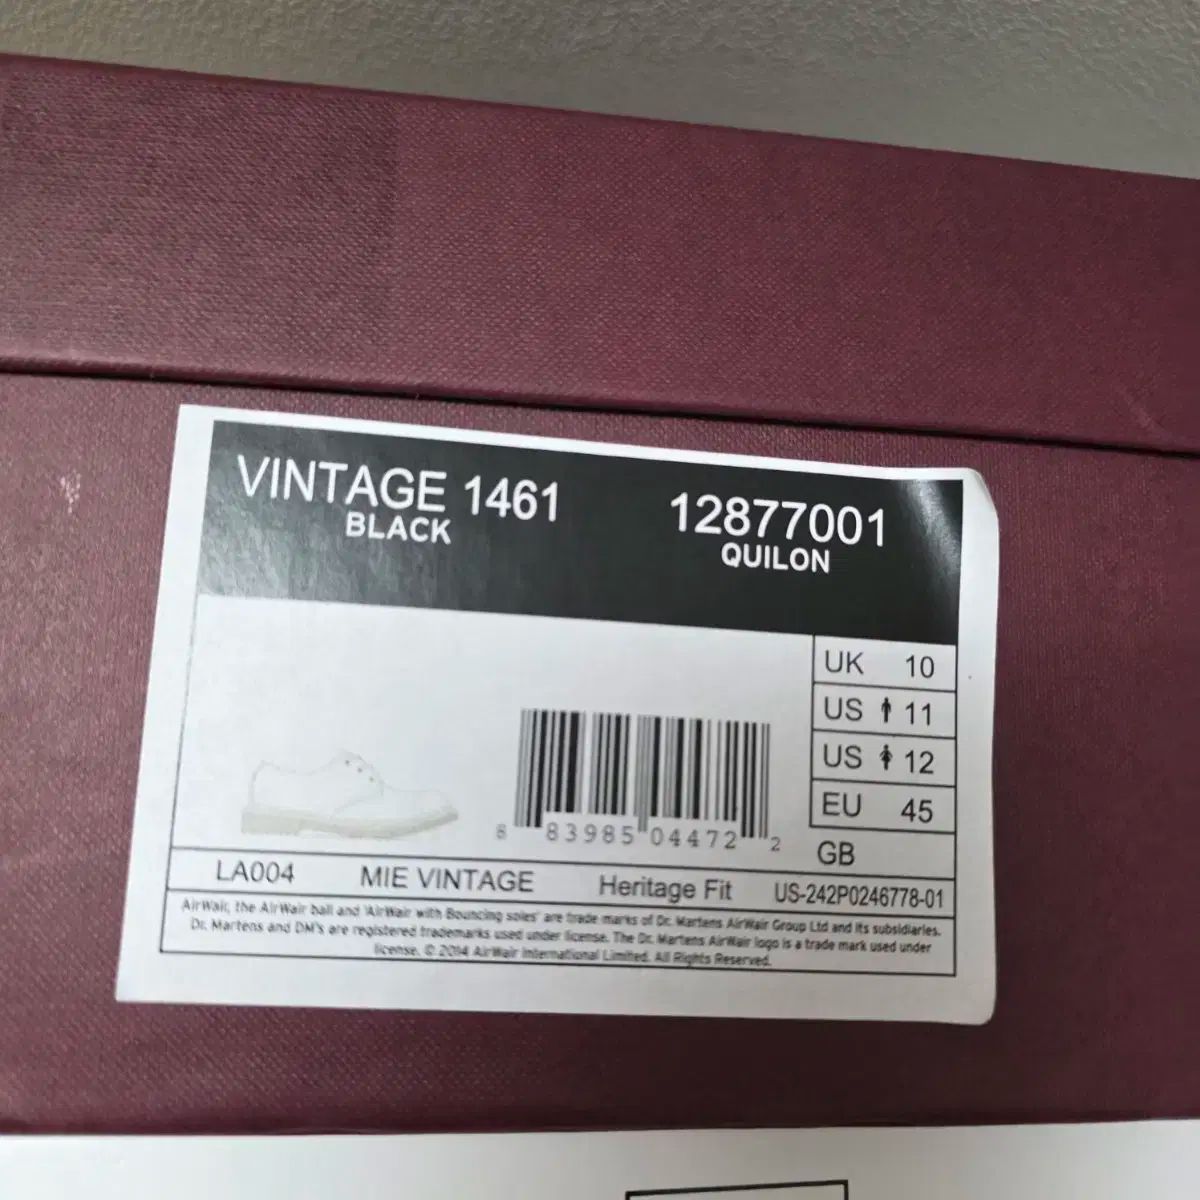 VINTAGE 1461
BLACK
12877001
QUILON
UK 10
US 11
US 12
EU 45
GB
8 83985 04472 2
LA004 MIE VINTAGE Heritage Fit US-242P0246778-01
AirWair, the AirWair ball and 'AirWair with Bouncing soles' are trade marks of Dr. Martens AirWair Group Ltd and its subsidiaries.
Dr. Martens and DM's are registered trademarks used under license. The Dr. Martens AirWair logo is a trade mark used under
license. © 2014 AirWair International Limited. All Rights Reserved.